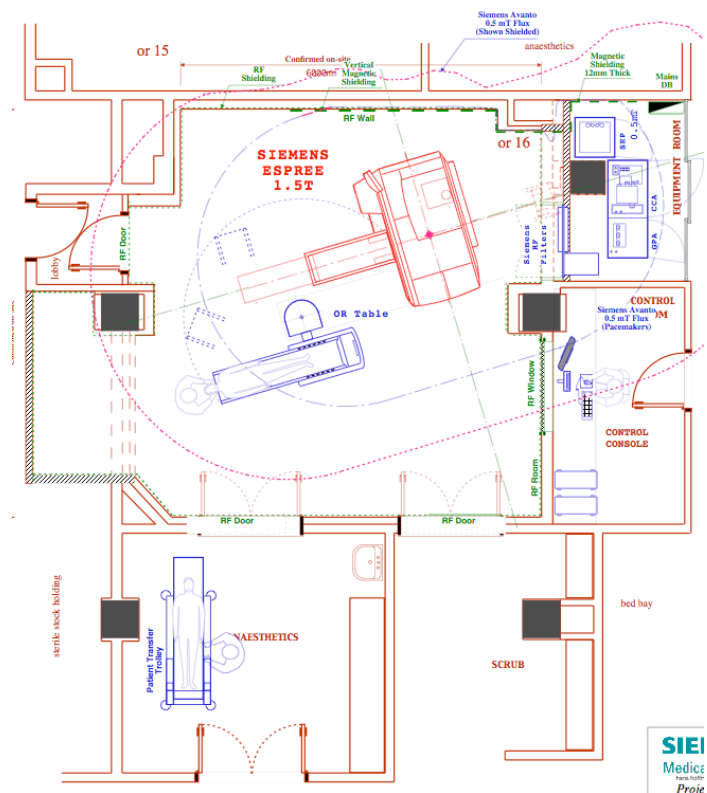 Siemens Avanto
0.5 mT Flux
(Shown Shielded)
or 15
anaesthetics
Confirmed on-site
6000mm
RF
Shielding
Vertical
Magnetic
Shielding
Magnetic
Shielding
12mm Thick
Mains
DB
RF Wall
SIEMENS
ESPREE
1.5T
or 16
SEP
0.5mT
EQUIPMENT ROOM
CCA
GPA
RF Door
lobby
Siemens
RF
Filters
OR Table
CONTROL
Siemens Avanto
0.5 mT Flux
(Pacemakers)
RF Window
CONTROL
CONSOLE
RF Room
RF Door
RF Door
sterile stock holding
Patient Transfer
Trolley
NAESTHETICS
bed bay
SCRUB
SIE
Medica
Proje